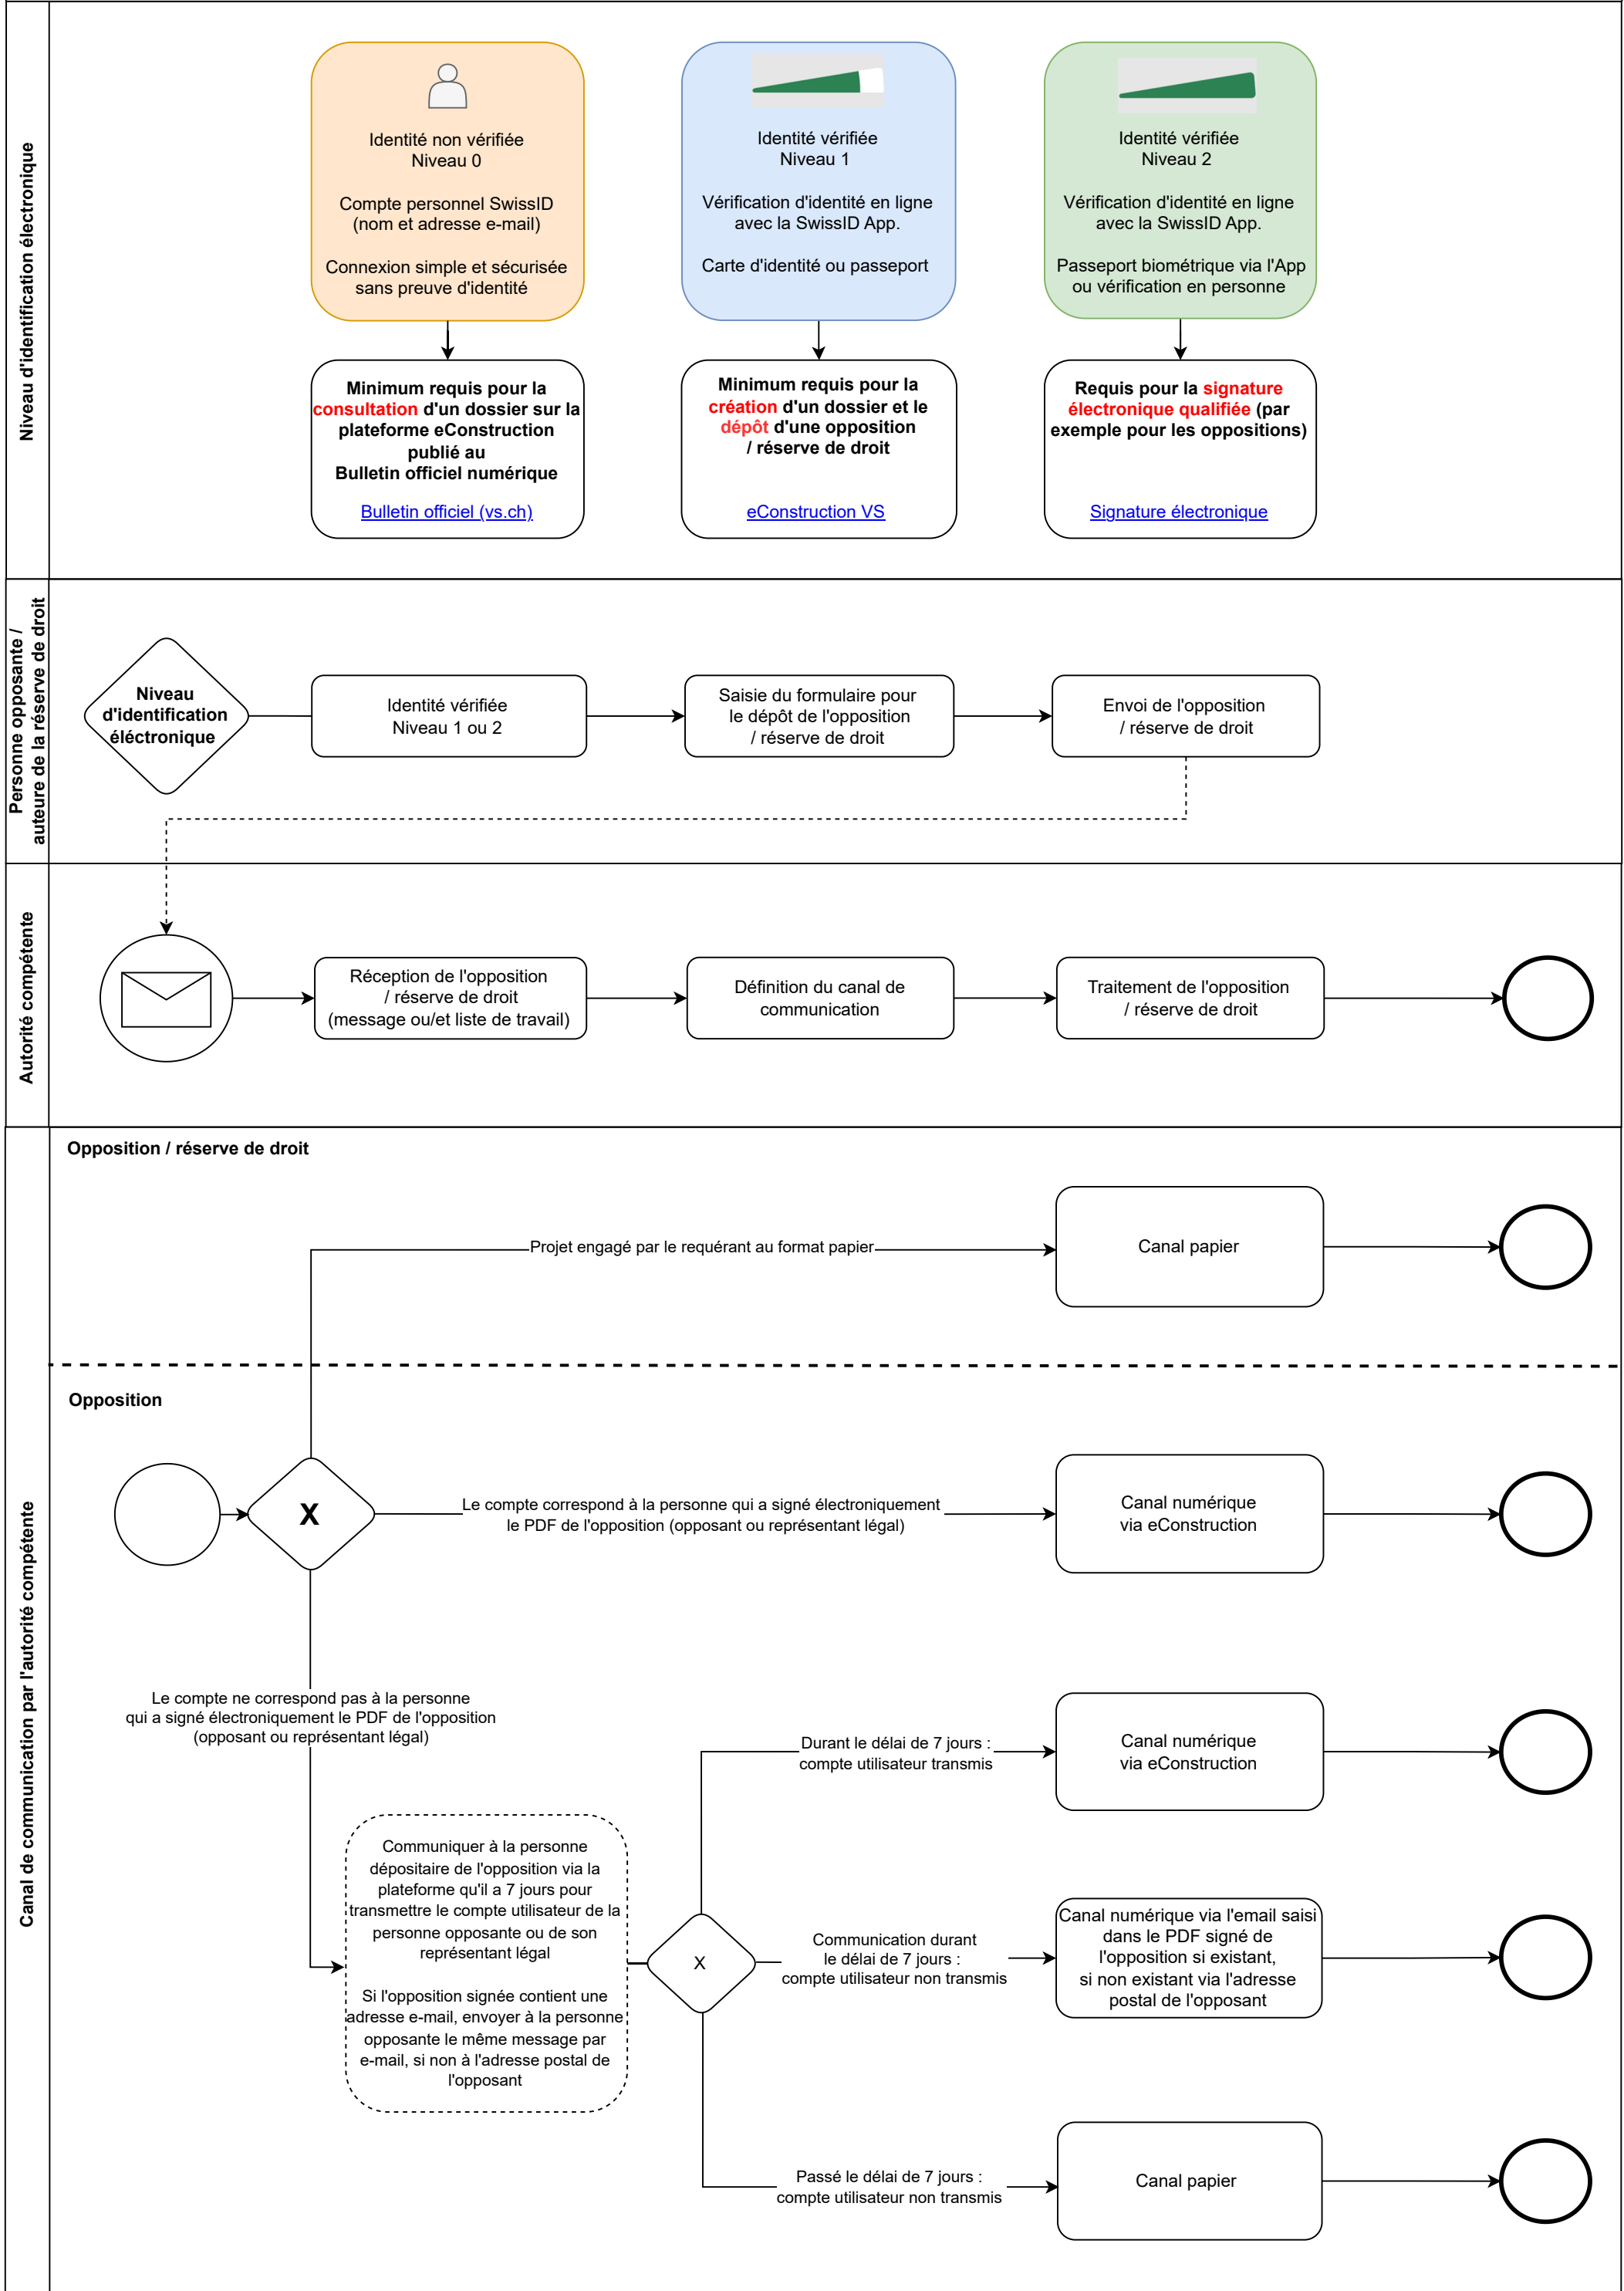 Niveau d'identification électronique
Identité non vérifiée
Niveau 0
Compte personnel SwissID
(nom et adresse e-mail)
Connexion simple et sécurisée
sans preuve d'identité
Identité vérifiée
Niveau 1
Vérification d'identité en ligne
avec la SwissID App.
Carte d'identité ou passeport
Identité vérifiée
Niveau 2
Vérification d'identité en ligne
avec la SwissID App.
Passeport biométrique via l'App
ou vérification en personne
Minimum requis pour la
consultation d'un dossier sur la
plateforme eConstruction
publié au
Bulletin officiel numérique
Bulletin officiel (vs.ch)
Minimum requis pour la
création d'un dossier et le
dépôt d'une opposition
/ réserve de droit
eConstruction VS
Requis pour la signature
électronique qualifiée (par
exemple pour les oppositions)
Signature électronique
Personne opposante /
auteure de la réserve de droit
Niveau
d'identification
éléctronique
Identité vérifiée
Niveau 1 ou 2
Saisie du formulaire pour
le dépôt de l'opposition
/ réserve de droit
Envoi de l'opposition
/ réserve de droit
Autorité compétente
Réception de l'opposition
/ réserve de droit
(message ou/et liste de travail)
Définition du canal de
communication
Traitement de l'opposition
/ réserve de droit
Canal de communication par l'autorité compétente
Opposition / réserve de droit
Projet engagé par le requérant au format papier
Canal papier
Opposition
X
Le compte correspond à la personne qui a signé électroniquement
le PDF de l'opposition (opposant ou représentant légal)
Canal numérique
via eConstruction
Le compte ne correspond pas à la personne
qui a signé électroniquement le PDF de l'opposition
(opposant ou représentant légal)
Durant le délai de 7 jours :
compte utilisateur transmis
Canal numérique
via eConstruction
Communiquer à la personne
dépositaire de l'opposition via la
plateforme qu'il a 7 jours pour
transmettre le compte utilisateur de la
personne opposante ou de son
représentant légal
Si l'opposition signée contient une
adresse e-mail, envoyer à la personne
opposante le même message par
e-mail, si non à l'adresse postal de
l'opposant
X
Communication durant
le délai de 7 jours :
compte utilisateur non transmis
Canal numérique via l'email saisi
dans le PDF signé de
l'opposition si existant,
si non existant via l'adresse
postal de l'opposant
Passé le délai de 7 jours :
compte utilisateur non transmis
Canal papier